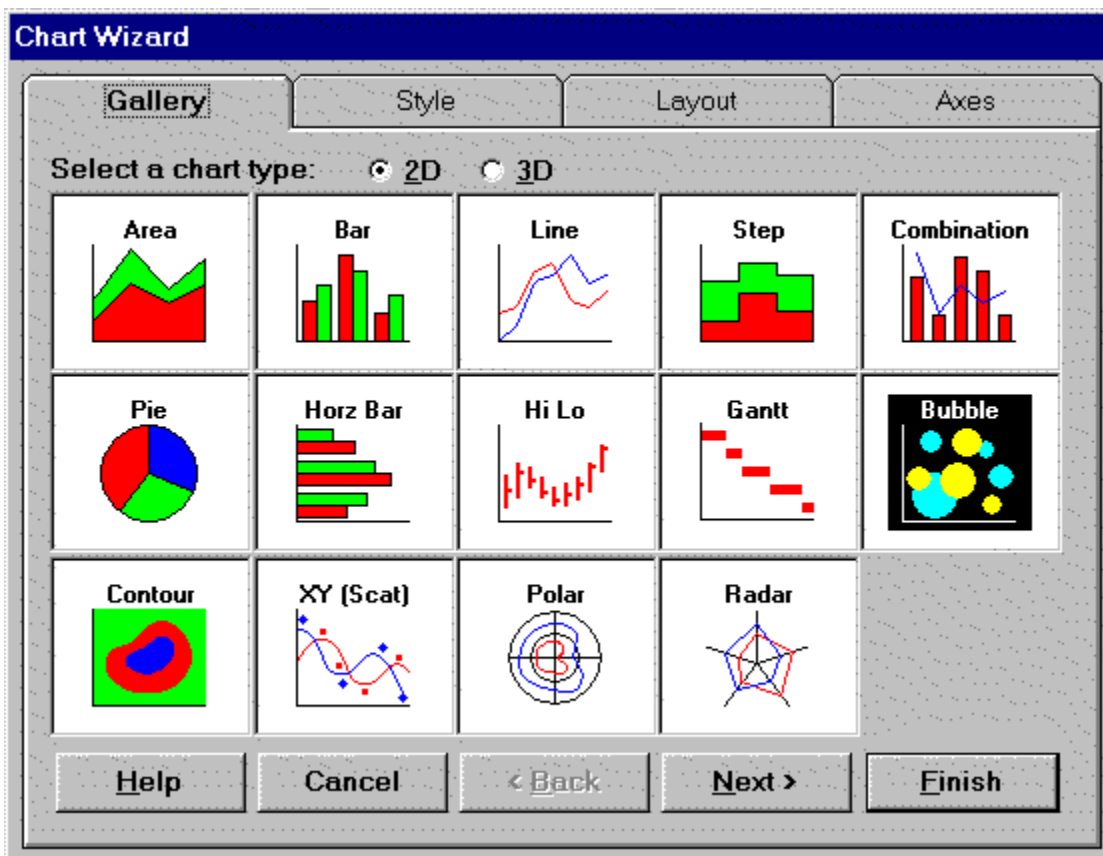 Chart Wizard
Gallery Style Layout Axes
Select a chart type: 2D 3D
Area Bar Line Step Combination
Pie Horz Bar Hi Lo Gantt Bubble
Contour XY (Scat) Polar Radar
Help Cancel < Back Next > Finish